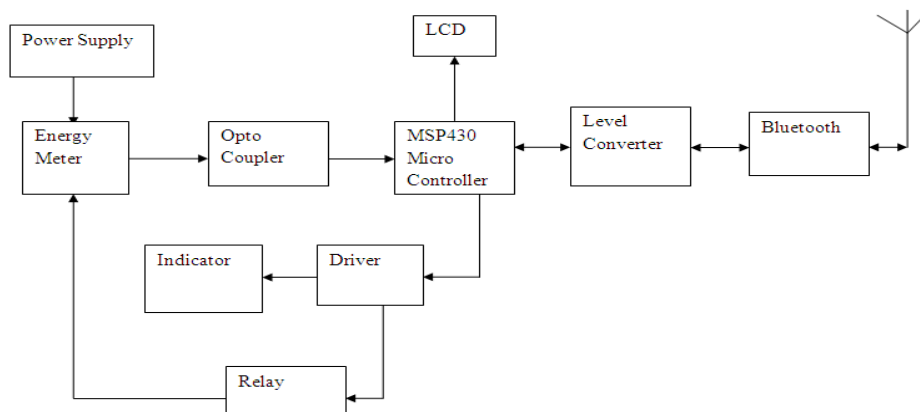 Power Supply
LCD
Energy
Meter
Opto
Coupler
MSP430
Micro
Controller
Level
Converter
Bluetooth
Indicator
Driver
Relay